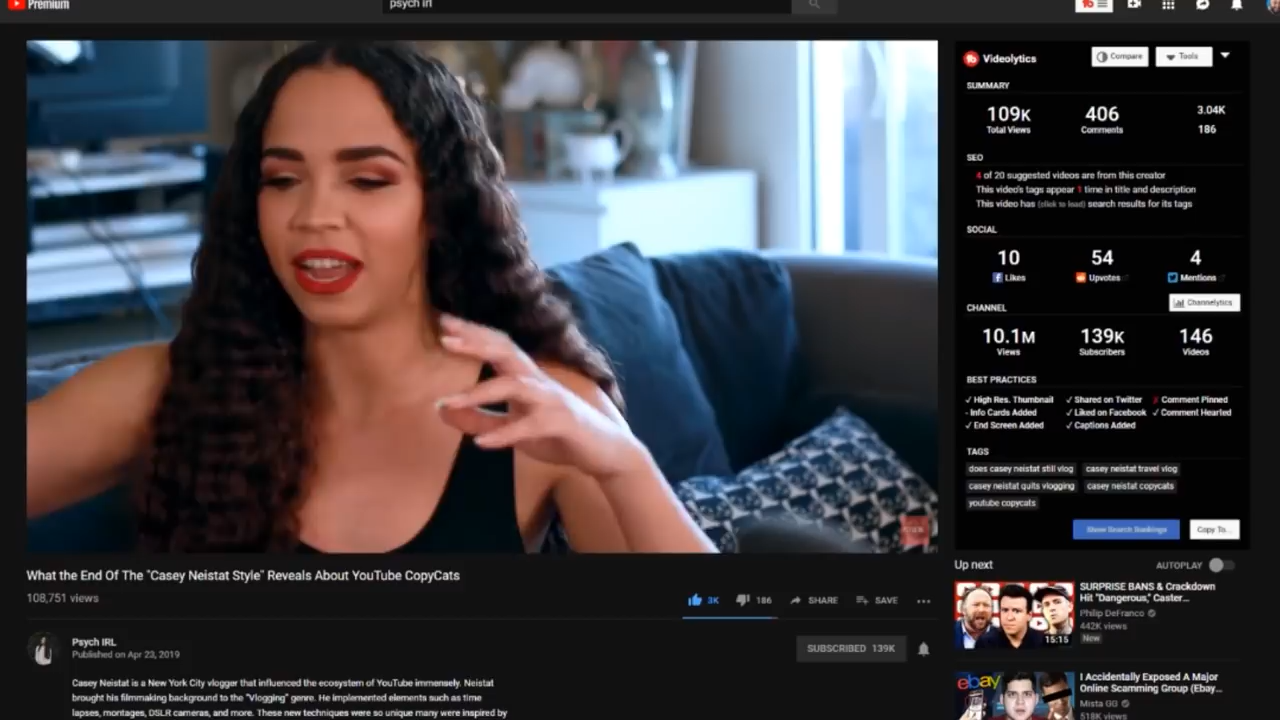 Premium
psych irl
Videolytics
Compare
Tools
SUMMARY
109K
406
3.04K
Total Views
Comments
186
SEO
4 of 20 suggested videos are from this creator
This video's tags appear 1 time in title and description
This video has (click to load) search results for its tags
SOCIAL
10
54
4
Likes
Upvotes
Mentions
Channelytics
CHANNEL
10.1M
139K
146
Views
Subscribers
Videos
BEST PRACTICES
✓ High Res. Thumbnail
✓ Shared on Twitter
Comment Pinned
- Info Cards Added
✓ Liked on Facebook
✓ Comment Hearted
✓ End Screen Added
✓ Captions Added
TAGS
does casey neistat still vlog
casey neistat travel vlog
casey neistat quits vlogging
casey neistat copycats
youtube copycats
Show Search Rankings
Copy To...
What the End Of The "Casey Neistat Style" Reveals About YouTube CopyCats
108,751 views
3K
186
SHARE
SAVE
Psych IRL
Published on Apr 23, 2019
SUBSCRIBED 139K
Casey Neistat is a New York City vlogger that influenced the ecosystem of YouTube immensely. Neistat
brought his filmmaking background to the "Vlogging" genre. He implemented elements such as time
lapses, montages, DSLR cameras, and more. These new techniques were so unique many were inspired by
Up next
AUTOPLAY
SURPRISE BANS & Crackdown
Hit "Dangerous," Caster...
Philip DeFranco
442K views
New
15:15
ebay
I Accidentally Exposed A Major
Online Scamming Group (Ebay...
Mista GG
518K views